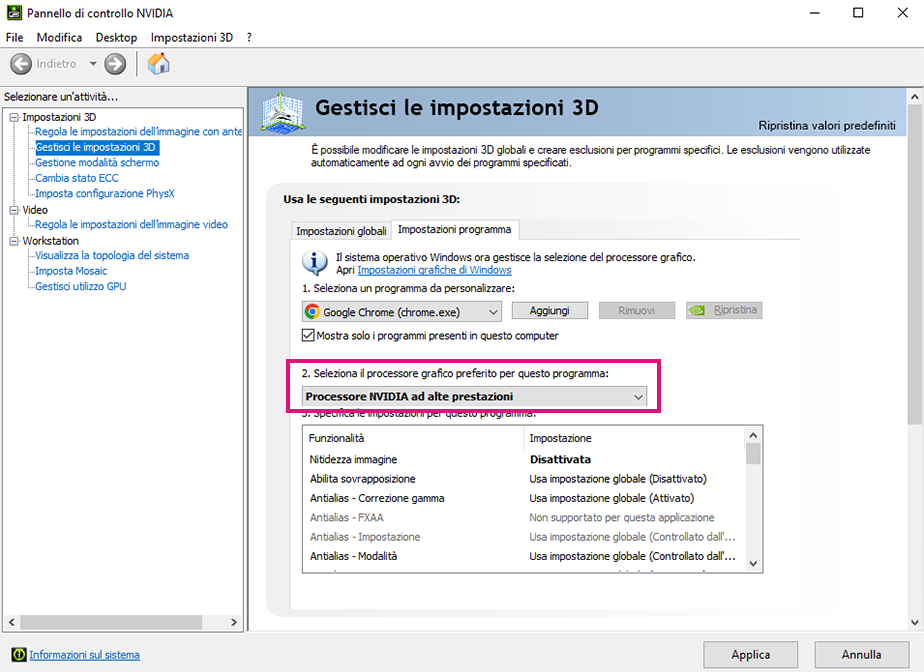 Pannello di controllo NVIDIA
File Modifica Desktop Impostazioni 3D ?
Indietro
Selezionare un'attività...
Impostazioni 3D
Regola le impostazioni dell'immagine con ante
Gestisci le impostazioni 3D
Gestione modalità schermo
Cambia stato ECC
Imposta configurazione PhysX
Video
Regola le impostazioni dell'immagine video
Workstation
Visualizza la topologia del sistema
Imposta Mosaic
Gestisci utilizzo GPU
Gestisci le impostazioni 3D
Ripristina valori predefiniti
È possibile modificare le impostazioni 3D globali e creare esclusioni per programmi specifici. Le esclusioni vengono utilizzate
automaticamente ad ogni avvio dei programmi specificati.
Usa le seguenti impostazioni 3D:
Impostazioni globali Impostazioni programma
Il sistema operativo Windows ora gestisce la selezione del processore grafico.
Apri Impostazioni grafiche di Windows
1. Seleziona un programma da personalizzare:
Google Chrome (chrome.exe) Aggiungi Rimuovi Ripristina
Mostra solo i programmi presenti in questo computer
2. Seleziona il processore grafico preferito per questo programma:
Processore NVIDIA ad alte prestazioni
3. Specifica le impostazioni per questo programma:
Funzionalità Impostazione
Nitidezza immagine Disattivata
Abilita sovrapposizione Usa impostazione globale (Disattivato)
Antialias - Correzione gamma Usa impostazione globale (Attivato)
Antialias - FXAA Non supportato per questa applicazione
Antialias - Impostazione Usa impostazione globale (Controllato dall'...
Antialias - Modalità Usa impostazione globale (Controllato dall'...
Informazioni sul sistema
Applica Annulla